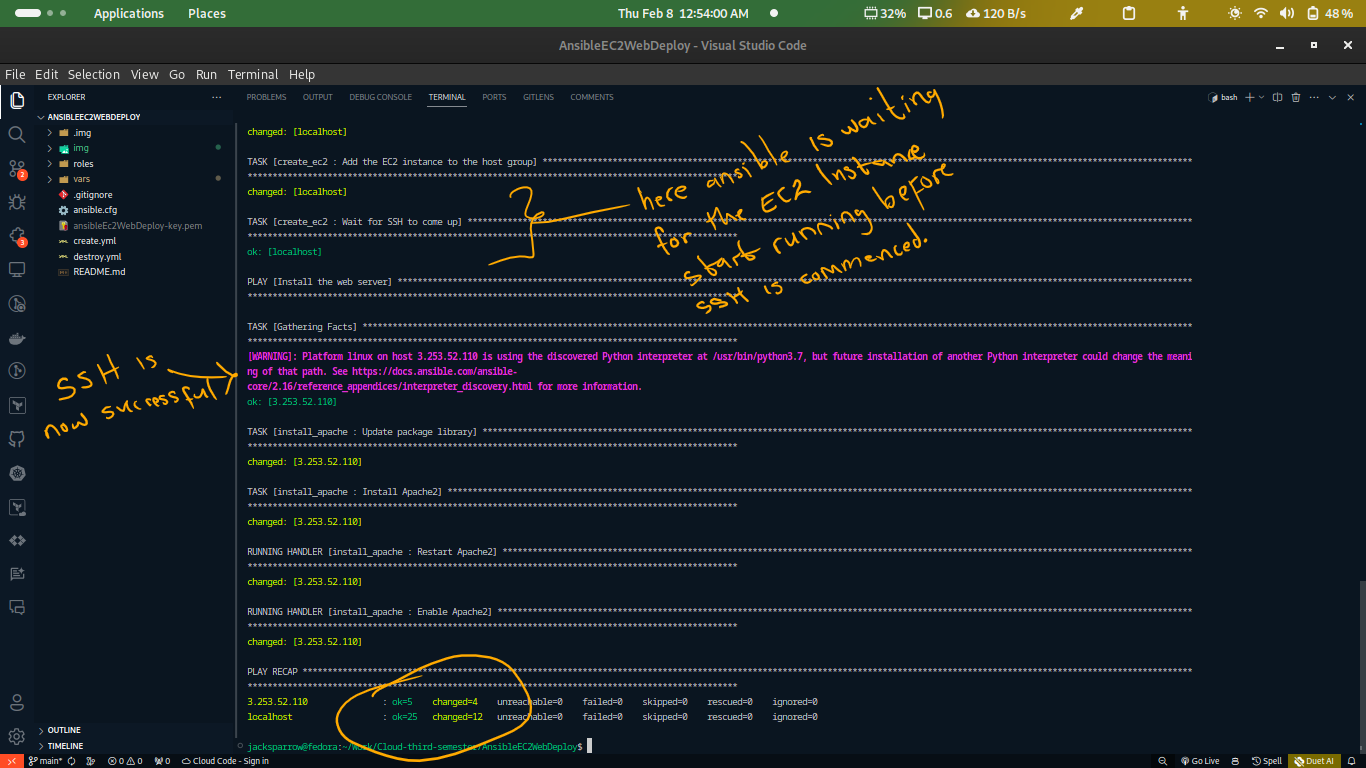 Applications Places Thu Feb 8 12:54:00 AM 32% 0.6 120 B/s 48 %
AnsibleEC2WebDeploy - Visual Studio Code
File Edit Selection View Go Run Terminal Help
EXPLORER
ANSIBLEEC2WEBDEPLOY
.img
img
roles
vars
.gitignore
ansible.cfg
ansibleEc2WebDeploy-key.pem
create.yml
destroy.yml
README.md
OUTLINE
TIMELINE
2
3
PROBLEMS OUTPUT DEBUG CONSOLE TERMINAL PORTS GITLENS COMMENTS bash
changed: [localhost]
TASK [create_ec2 : Add the EC2 instance to the host group] ****
****
changed: [localhost]
TASK [create_ec2 : Wait for SSH to come up] ****
****
ok: [localhost]
PLAY [Install the web server] ****
****
TASK [Gathering Facts] ****
****
[WARNING]: Platform linux on host 3.253.52.110 is using the discovered Python interpreter at /usr/bin/python3.7, but future installation of another Python interpreter could change the meani
ng of that path. See https://docs.ansible.com/ansible-
core/2.16/reference_appendices/interpreter_discovery.html for more information.
ok: [3.253.52.110]
TASK [install_apache : Update package library] ****
****
changed: [3.253.52.110]
TASK [install_apache : Install Apache2] ****
****
changed: [3.253.52.110]
RUNNING HANDLER [install_apache : Restart Apache2] ****
****
changed: [3.253.52.110]
RUNNING HANDLER [install_apache : Enable Apache2] ****
****
changed: [3.253.52.110]
PLAY RECAP ****
****
3.253.52.110 : ok=5 changed=4 unreachable=0 failed=0 skipped=0 rescued=0 ignored=0
localhost : ok=25 changed=12 unreachable=0 failed=0 skipped=0 rescued=0 ignored=0
jacksparrow@fedora:~/Work/Cloud-third-semester/AnsibleEC2WebDeploy$
here ansible is waiting
for the EC2 Instance
start running before
SSH is commenced.
SSH is
now successful
main* 0 0 0 Cloud Code - Sign in Go Live Spell Duet AI